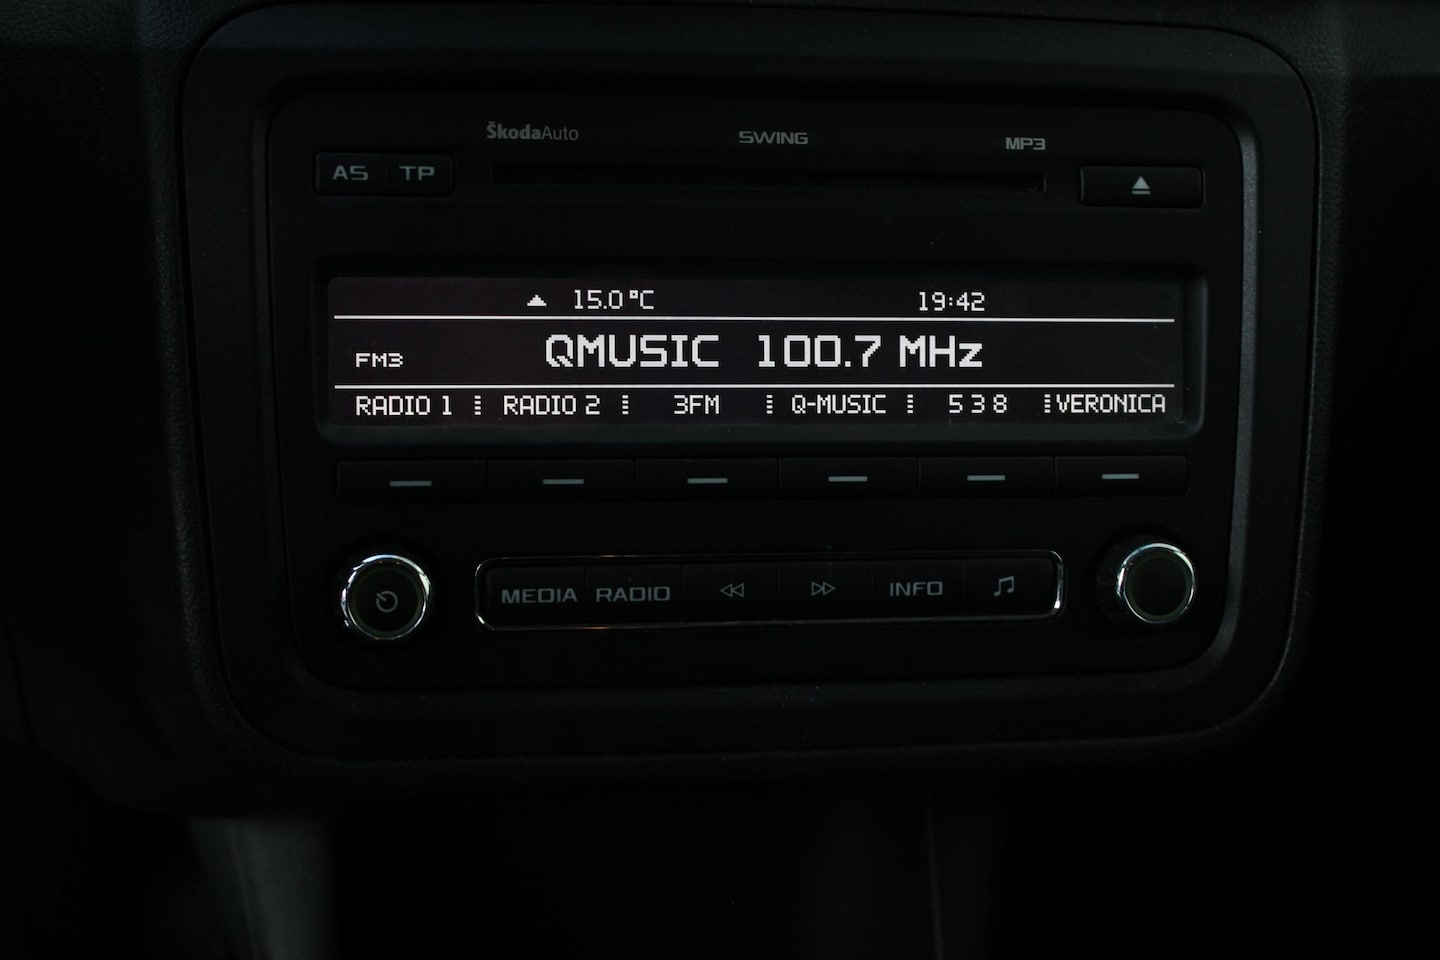 ŠkodaAuto SWING MP3
AS TP
15.0°C 19:42
FM3 QMUSIC 100.7 MHz
RADIO 1 RADIO 2 3FM Q-MUSIC 538 VERONICA
MEDIA RADIO INFO